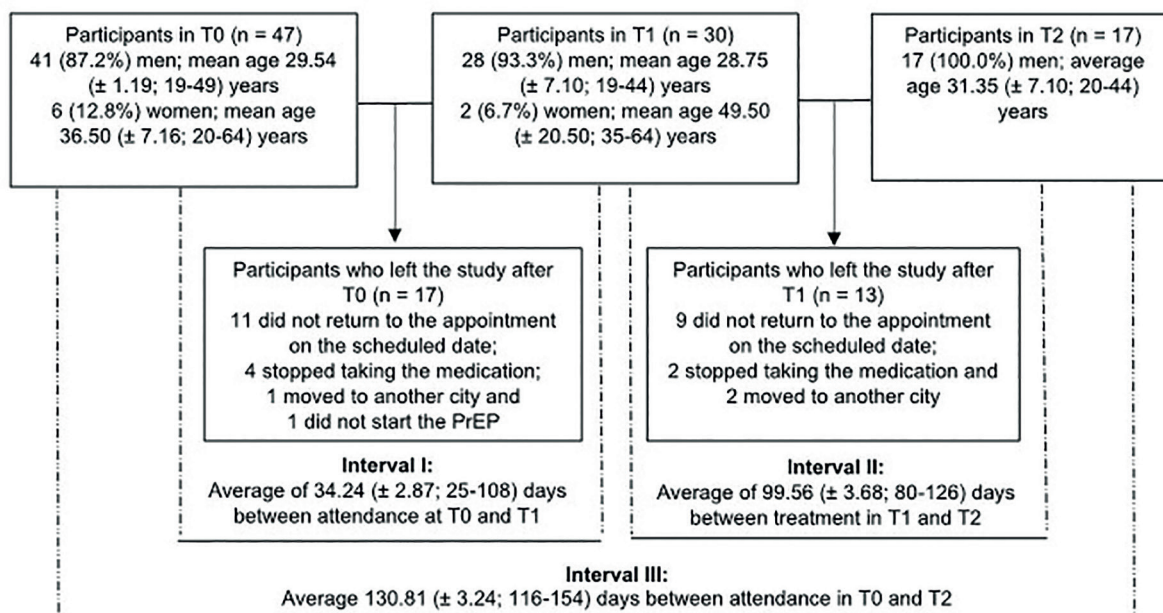 Participants in T0 (n = 47)
41 (87.2%) men; mean age 29.54
(± 1.19; 19-49) years
6 (12.8%) women; mean age
36.50 (± 7.16; 20-64) years
Participants in T1 (n = 30)
28 (93.3%) men; mean age 28.75
(± 7.10; 19-44) years
2 (6.7%) women; mean age 49.50
(± 20.50; 35-64) years
Participants in T2 (n = 17)
17 (100.0%) men; average
age 31.35 (± 7.10; 20-44)
years
Participants who left the study after
T0 (n = 17)
11 did not return to the appointment
on the scheduled date;
4 stopped taking the medication;
1 moved to another city and
1 did not start the PrEP
Participants who left the study after
T1 (n = 13)
9 did not return to the appointment
on the scheduled date;
2 stopped taking the medication and
2 moved to another city
Interval I:
Average of 34.24 (± 2.87; 25-108) days
between attendance at T0 and T1
Interval II:
Average of 99.56 (± 3.68; 80-126) days
between treatment in T1 and T2
Interval III:
Average 130.81 (± 3.24; 116-154) days between attendance in T0 and T2